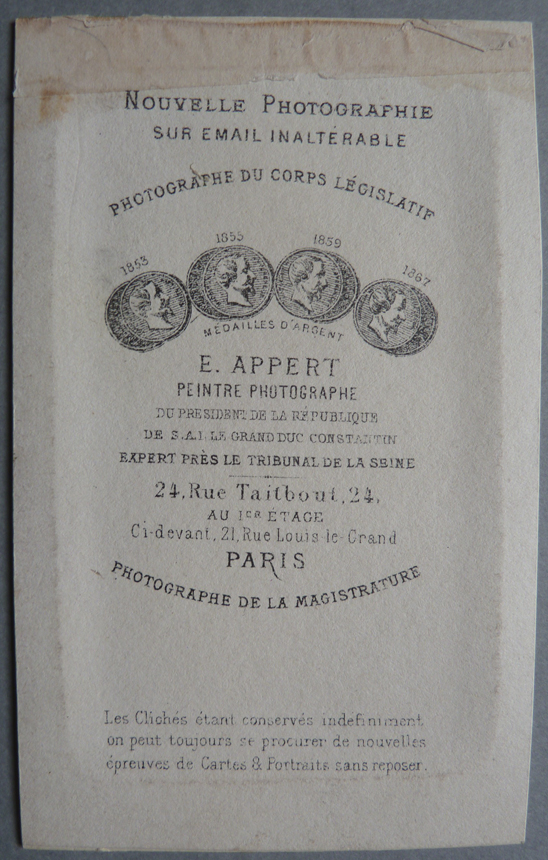 NOUVELLE PHOTOGRAPHIE
SUR EMAIL INALTÉRABLE
PHOTOGRAPHE DU CORPS LÉGISLATIF
1853 1855 1859 1867
MÉDAILLES D'ARGENT
E. APPERT
PEINTRE PHOTOGRAPHE
DU PRESIDENT DE LA RÉPUBLIQUE
DE S.A.I. LE GRAND DUC CONSTANTIN
EXPERT PRÈS LE TRIBUNAL DE LA SEINE
24, Rue Taitbout, 24,
AU 1ER ÉTAGE
Ci-devant, 21, Rue Louis-le-Grand
PARIS
PHOTOGRAPHE DE LA MAGISTRATURE
Les Clichés étant conservés indéfiniment
on peut toujours se procurer de nouvelles
épreuves de Cartes & Portraits sans reposer.